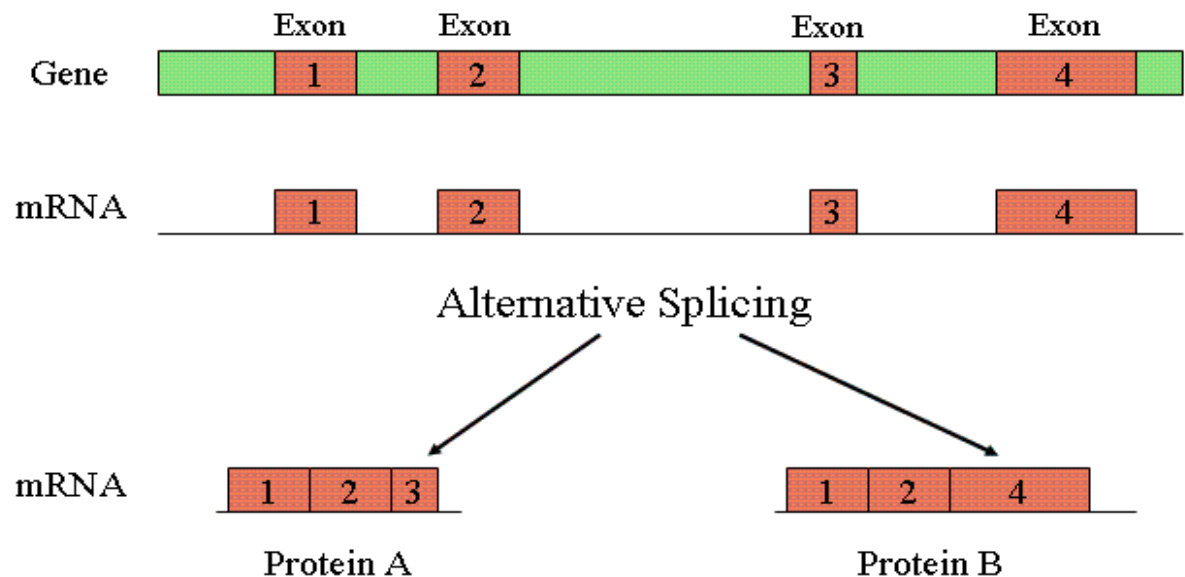 Exon Exon Exon Exon
Gene 1 2 3 4
mRNA 1 2 3 4
Alternative Splicing
mRNA 1 2 3 1 2 4
Protein A Protein B